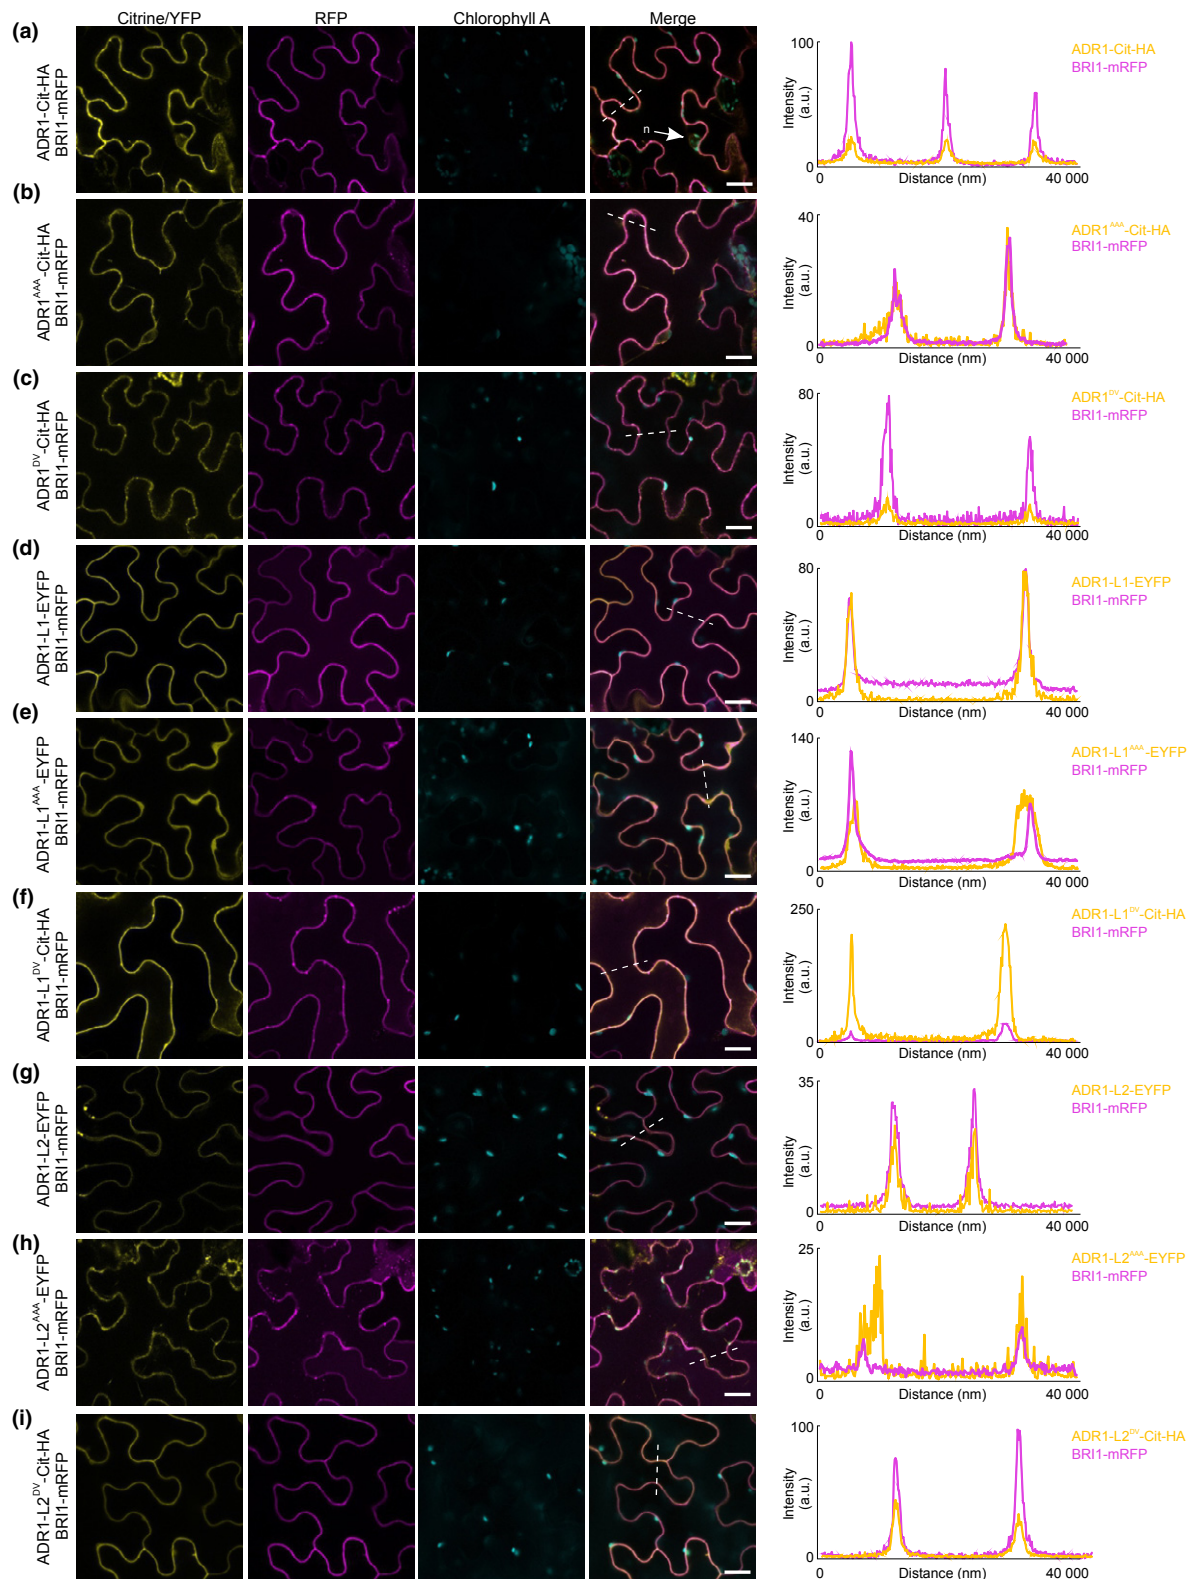 Citrine/YFP RFP Chlorophyll A Merge
(a)
ADR1-Cit-HA
BRI1-mRFP
n
100
Intensity
(a.u.)
0
0 Distance (nm) 40 000
ADR1-Cit-HA
BRI1-mRFP
(b)
ADR1AAA-Cit-HA
BRI1-mRFP
40
Intensity
(a.u.)
0
0 Distance (nm) 40 000
ADR1AAA-Cit-HA
BRI1-mRFP
(c)
ADR1DV-Cit-HA
BRI1-mRFP
80
Intensity
(a.u.)
0
0 Distance (nm) 40 000
ADR1DV-Cit-HA
BRI1-mRFP
(d)
ADR1-L1-EYFP
BRI1-mRFP
80
Intensity
(a.u.)
0
0 Distance (nm) 40 000
ADR1-L1-EYFP
BRI1-mRFP
(e)
ADR1-L1AAA-EYFP
BRI1-mRFP
140
Intensity
(a.u.)
0
0 Distance (nm) 40 000
ADR1-L1AAA-EYFP
BRI1-mRFP
(f)
ADR1-L1DV-Cit-HA
BRI1-mRFP
250
Intensity
(a.u.)
0
0 Distance (nm) 40 000
ADR1-L1DV-Cit-HA
BRI1-mRFP
(g)
ADR1-L2-EYFP
BRI1-mRFP
35
Intensity
(a.u.)
0
0 Distance (nm) 40 000
ADR1-L2-EYFP
BRI1-mRFP
(h)
ADR1-L2AAA-EYFP
BRI1-mRFP
25
Intensity
(a.u.)
0
0 Distance (nm) 40 000
ADR1-L2AAA-EYFP
BRI1-mRFP
(i)
ADR1-L2DV-Cit-HA
BRI1-mRFP
100
Intensity
(a.u.)
0
0 Distance (nm) 40 000
ADR1-L2DV-Cit-HA
BRI1-mRFP